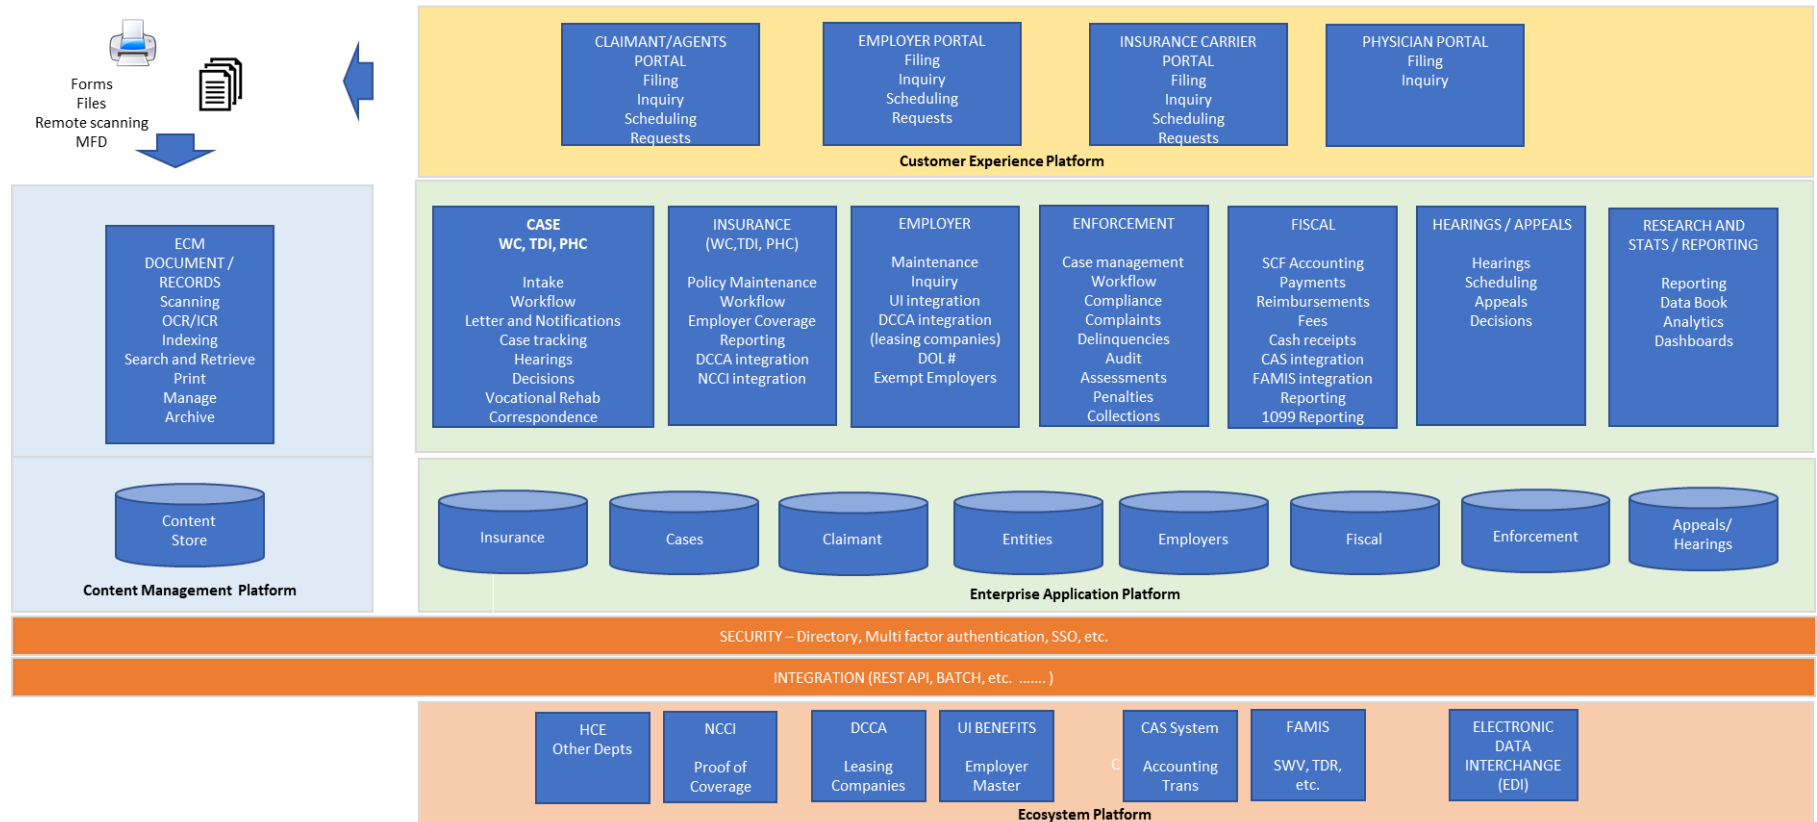 Forms
Files
Remote scanning
MFD
CLAIMANT/AGENTS
PORTAL
Filing
Inquiry
Scheduling
Requests
EMPLOYER PORTAL
Filing
Inquiry
Scheduling
Requests
INSURANCE CARRIER
PORTAL
Filing
Inquiry
Scheduling
Requests
PHYSICIAN PORTAL
Filing
Inquiry
Customer Experience Platform
ECM
DOCUMENT /
RECORDS
Scanning
OCR/ICR
Indexing
Search and Retrieve
Print
Manage
Archive
Content
Store
Content Management Platform
CASE
WC, TDI, PHC
Intake
Workflow
Letter and Notifications
Case tracking
Hearings
Decisions
Vocational Rehab
Correspondence
INSURANCE
(WC,TDI, PHC)
Policy Maintenance
Workflow
Employer Coverage
Reporting
DCCA integration
NCCI integration
EMPLOYER
Maintenance
Inquiry
UI integration
DCCA integration
(leasing companies)
DOL #
Exempt Employers
ENFORCEMENT
Case management
Workflow
Compliance
Complaints
Delinquencies
Audit
Assessments
Penalties
Collections
FISCAL
SCF Accounting
Payments
Reimbursements
Fees
Cash receipts
CAS integration
FAMIS integration
Reporting
1099 Reporting
HEARINGS / APPEALS
Hearings
Scheduling
Appeals
Decisions
RESEARCH AND
STATS / REPORTING
Reporting
Data Book
Analytics
Dashboards
Insurance
Cases
Claimant
Entities
Employers
Fiscal
Enforcement
Appeals/
Hearings
Enterprise Application Platform
SECURITY – Directory, Multi factor authentication, SSO, etc.
INTEGRATION (REST API, BATCH, etc. ....... )
HCE
Other Depts
NCCI
Proof of
Coverage
DCCA
Leasing
Companies
UI BENEFITS
Employer
Master
C
CAS System
Accounting
Trans
FAMIS
SWV, TDR,
etc.
ELECTRONIC
DATA
INTERCHANGE
(EDI)
Ecosystem Platform